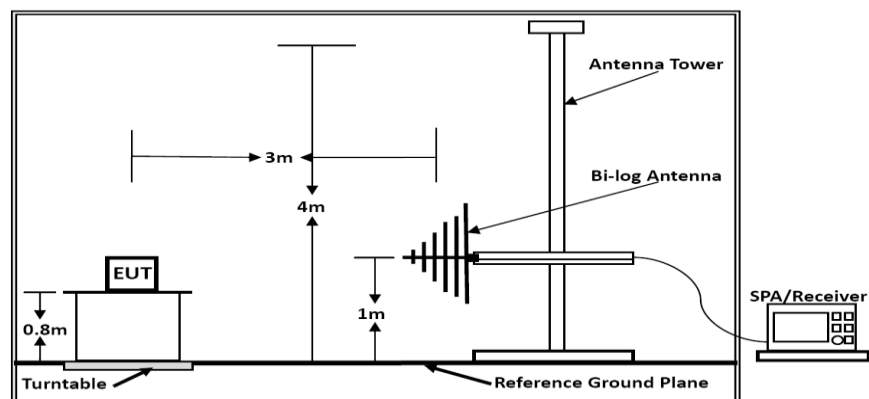 Antenna Tower
3m
Bi-log Antenna
4m
EUT
SPA/Receiver
0.8m
1m
Turntable
Reference Ground Plane